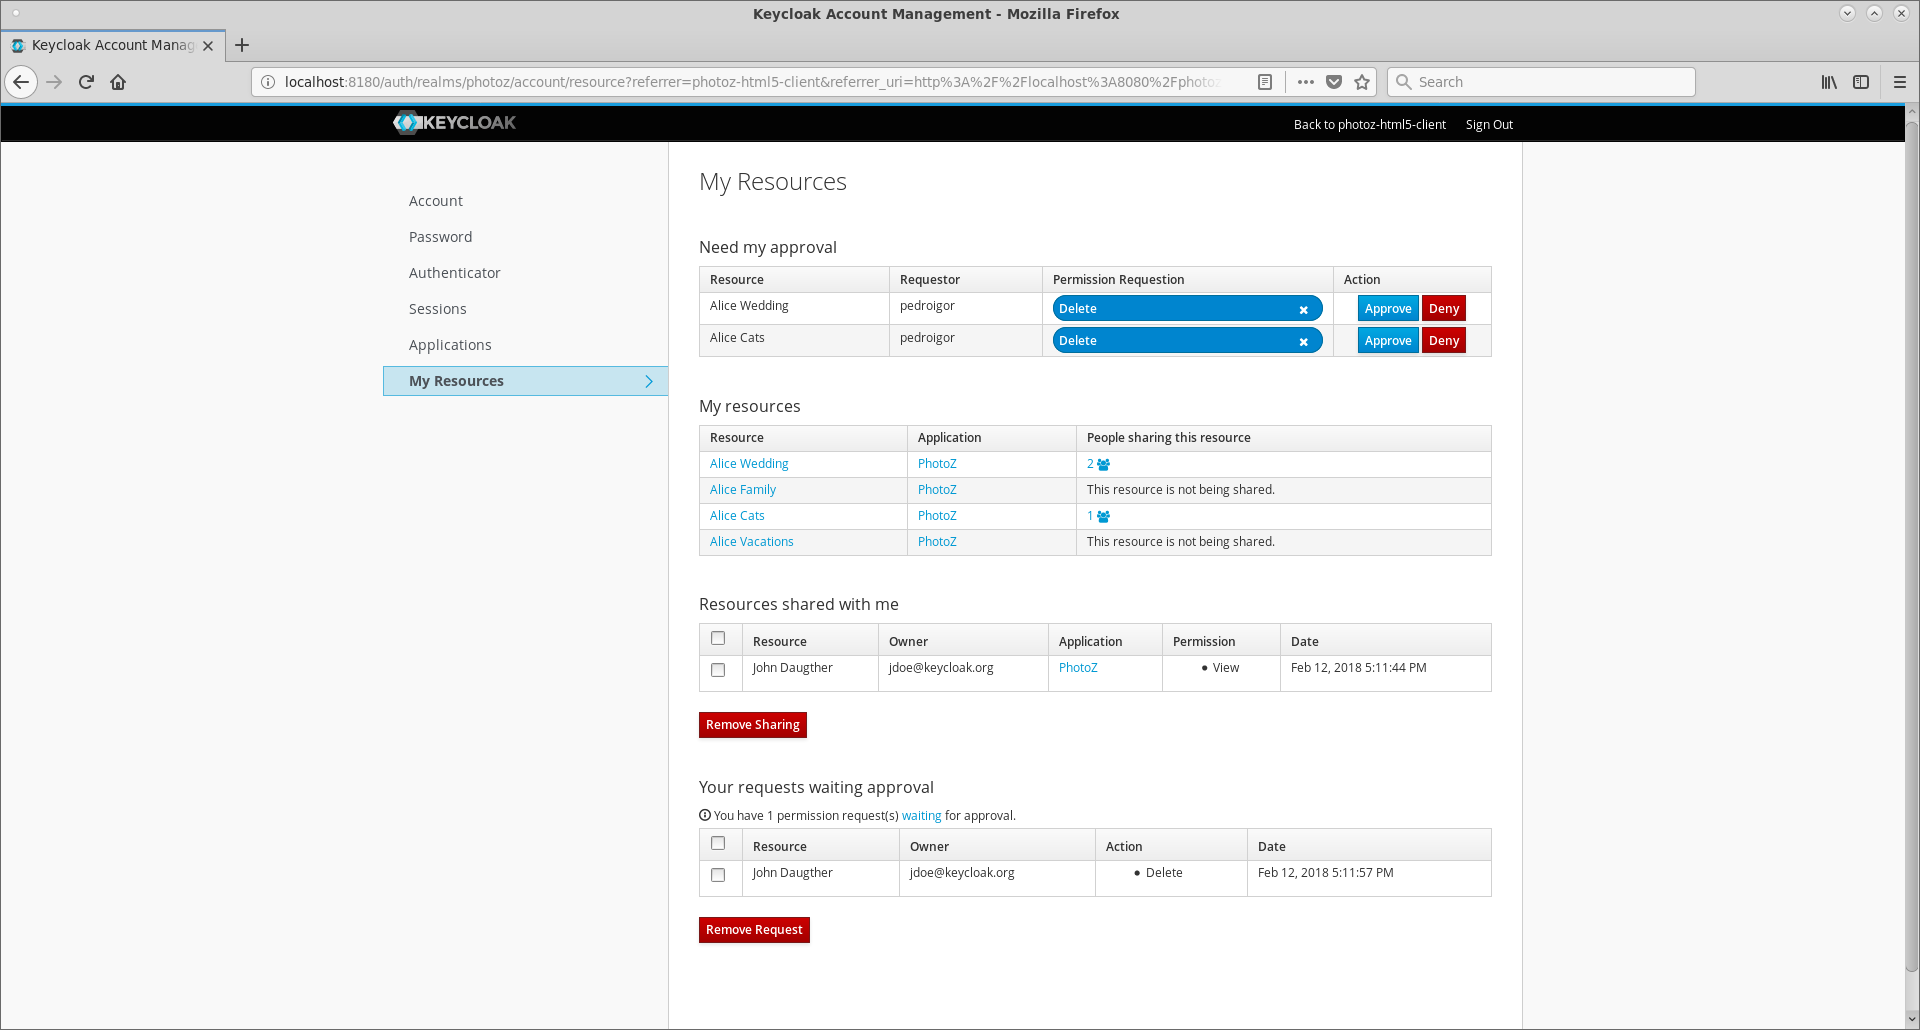 Keycloak Account Management - Mozilla Firefox
Keycloak Account Manag
localhost:8180/auth/realms/photoz/account/resource?referrer=photoz-html5-client&referrer_uri=http%3A%2F%2Flocalhost%3A8080%2Fphotoz
Search
KEYCLOAK
Back to photoz-html5-client Sign Out
Account
Password
Authenticator
Sessions
Applications
My Resources
My Resources
Need my approval
Resource Requestor Permission Requestion Action
Alice Wedding pedroigor Delete Approve Deny
Alice Cats pedroigor Delete Approve Deny
My resources
Resource Application People sharing this resource
Alice Wedding PhotoZ 2
Alice Family PhotoZ This resource is not being shared.
Alice Cats PhotoZ 1
Alice Vacations PhotoZ This resource is not being shared.
Resources shared with me
Resource Owner Application Permission Date
John Daugther jdoe@keycloak.org PhotoZ • View Feb 12, 2018 5:11:44 PM
Remove Sharing
Your requests waiting approval
You have 1 permission request(s) waiting for approval.
Resource Owner Action Date
John Daugther jdoe@keycloak.org • Delete Feb 12, 2018 5:11:57 PM
Remove Request